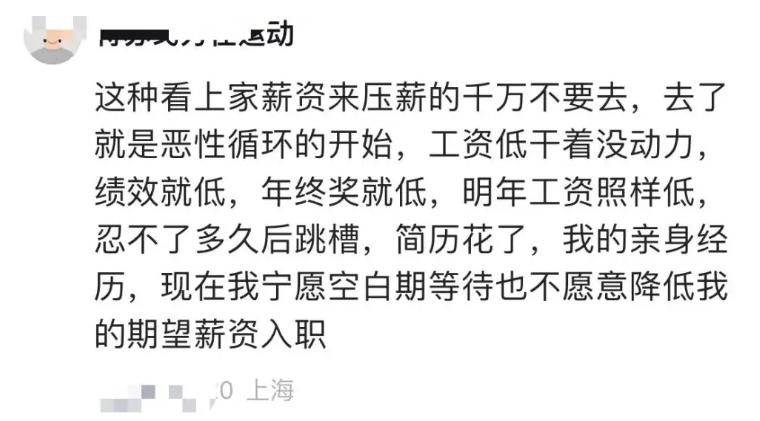 这种看上家薪资来压薪的千万不要去，去了
就是恶性循环的开始，工资低干着没动力，
绩效就低，年终奖就低，明年工资照样低，
忍不了多久后跳槽，简历花了，我的亲身经
历，现在我宁愿空白期等待也不愿意降低我
的期望薪资入职
0 上海